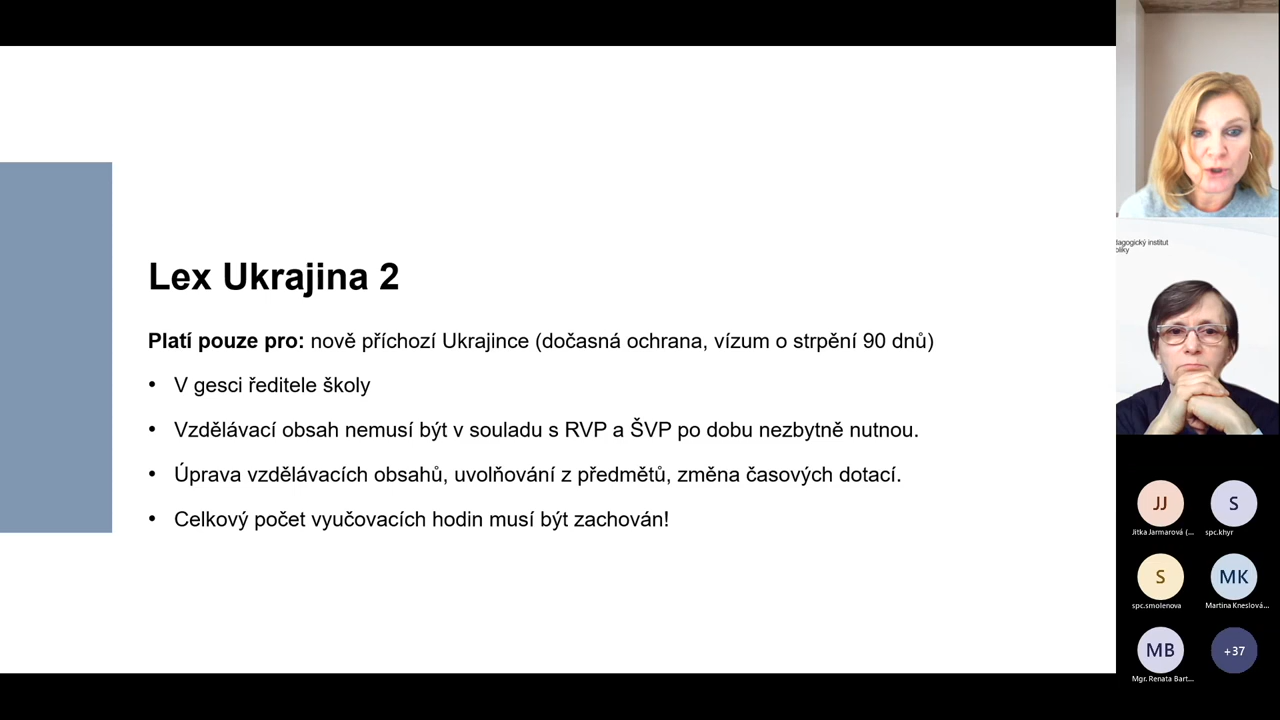 Lex Ukrajina 2
Platí pouze pro: nově příchozí Ukrajince (dočasná ochrana, vízum o strpění 90 dnů)
• V gesci ředitele školy
• Vzdělávací obsah nemusí být v souladu s RVP a ŠVP po dobu nezbytně nutnou.
• Úprava vzdělávacích obsahů, uvolňování z předmětů, změna časových dotací.
• Celkový počet vyučovacích hodin musí být zachován!
dagogický institut
oliky
JJ
Jitka Jarmarová (...
S
spc.khyr
S
spc.smolenova
MK
Martina Kneslová...
MB
Mgr. Renata Bart...
+37